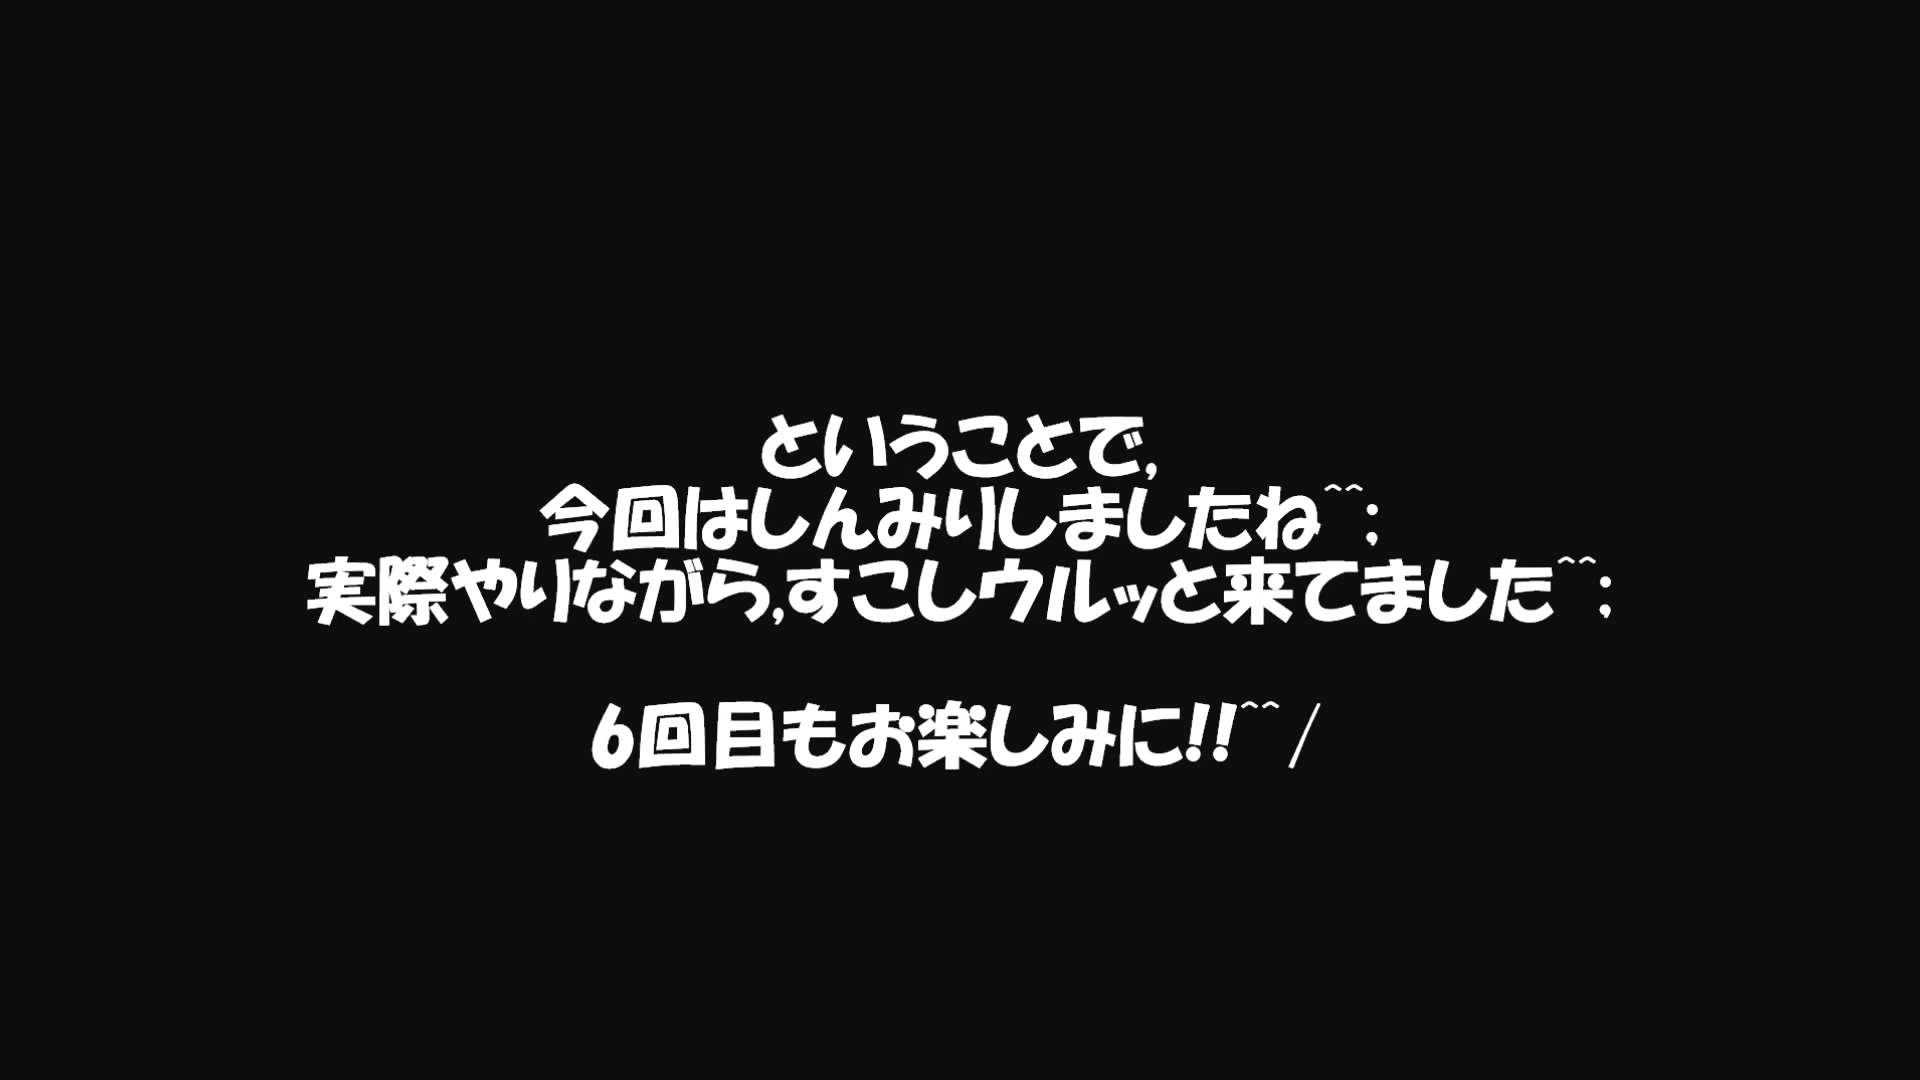 ということで,
今回はしんみりしましたね^^;
実際やりながら,すこしウルッと来てました^^;
6回目もお楽しみに!!^^/